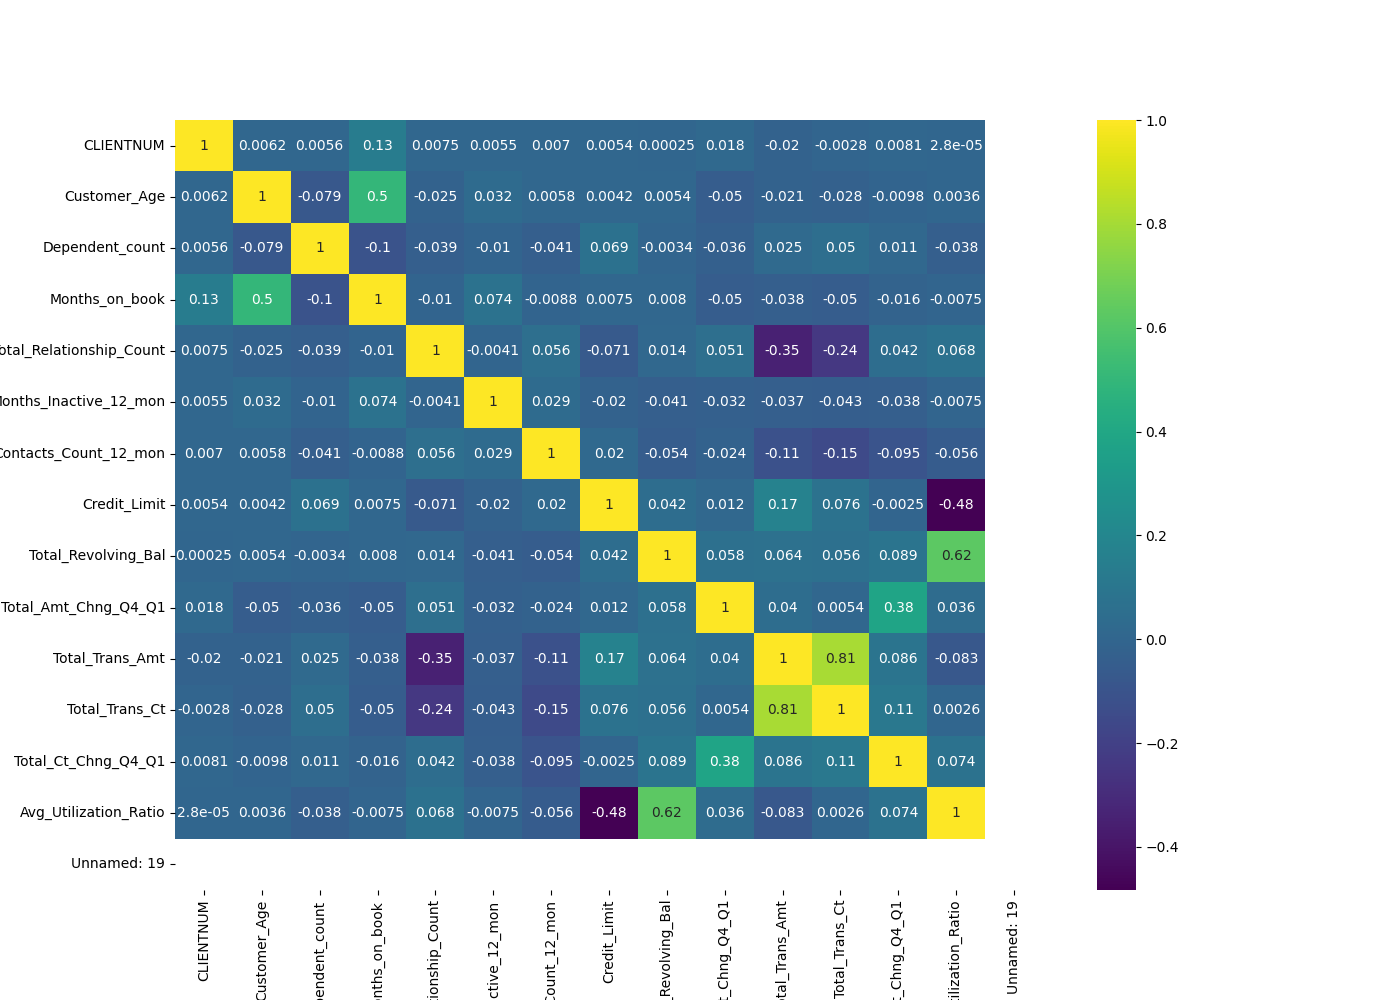 CLIENTNUM 1 0.0062 0.0056 0.13 0.0075 0.0055 0.007 0.0054 0.00025 0.018 -0.02 -0.0028 0.0081 2.8e-05
Customer_Age 0.0062 1 -0.079 0.5 -0.025 0.032 0.0058 0.0042 0.0054 -0.05 -0.021 -0.028 -0.0098 0.0036
Dependent_count 0.0056 -0.079 1 -0.1 -0.039 -0.01 -0.041 0.069 -0.0034 -0.036 0.025 0.05 0.011 -0.038
Months_on_book 0.13 0.5 -0.1 1 -0.01 0.074 -0.0088 0.0075 0.008 -0.05 -0.038 -0.05 -0.016 -0.0075
otal_Relationship_Count 0.0075 -0.025 -0.039 -0.01 1 -0.0041 0.056 -0.071 0.014 0.051 -0.35 -0.24 0.042 0.068
onths_Inactive_12_mon 0.0055 0.032 -0.01 0.074 -0.0041 1 0.029 -0.02 -0.041 -0.032 -0.037 -0.043 -0.038 -0.0075
Contacts_Count_12_mon 0.007 0.0058 -0.041 -0.0088 0.056 0.029 1 0.02 -0.054 -0.024 -0.11 -0.15 -0.095 -0.056
Credit_Limit 0.0054 0.0042 0.069 0.0075 -0.071 -0.02 0.02 1 0.042 0.012 0.17 0.076 -0.0025 -0.48
Total_Revolving_Bal 0.00025 0.0054 -0.0034 0.008 0.014 -0.041 -0.054 0.042 1 0.058 0.064 0.056 0.089 0.62
Total_Amt_Chng_Q4_Q1 0.018 -0.05 -0.036 -0.05 0.051 -0.032 -0.024 0.012 0.058 1 0.04 0.0054 0.38 0.036
Total_Trans_Amt -0.02 -0.021 0.025 -0.038 -0.35 -0.037 -0.11 0.17 0.064 0.04 1 0.81 0.086 -0.083
Total_Trans_Ct -0.0028 -0.028 0.05 -0.05 -0.24 -0.043 -0.15 0.076 0.056 0.0054 0.81 1 0.11 0.0026
Total_Ct_Chng_Q4_Q1 0.0081 -0.0098 0.011 -0.016 0.042 -0.038 -0.095 -0.0025 0.089 0.38 0.086 0.11 1 0.074
Avg_Utilization_Ratio 2.8e-05 0.0036 -0.038 -0.0075 0.068 -0.0075 -0.056 -0.48 0.62 0.036 -0.083 0.0026 0.074 1
Unnamed: 19
CLIENTNUM
Customer_Age
pendent_count
nths_on_book
tionship_Count
ctive_12_mon
Count_12_mon
Credit_Limit
_Revolving_Bal
t_Chng_Q4_Q1
tal_Trans_Amt
Total_Trans_Ct
t_Chng_Q4_Q1
ilization_Ratio
Unnamed: 19
1.0
0.8
0.6
0.4
0.2
0.0
−0.2
−0.4